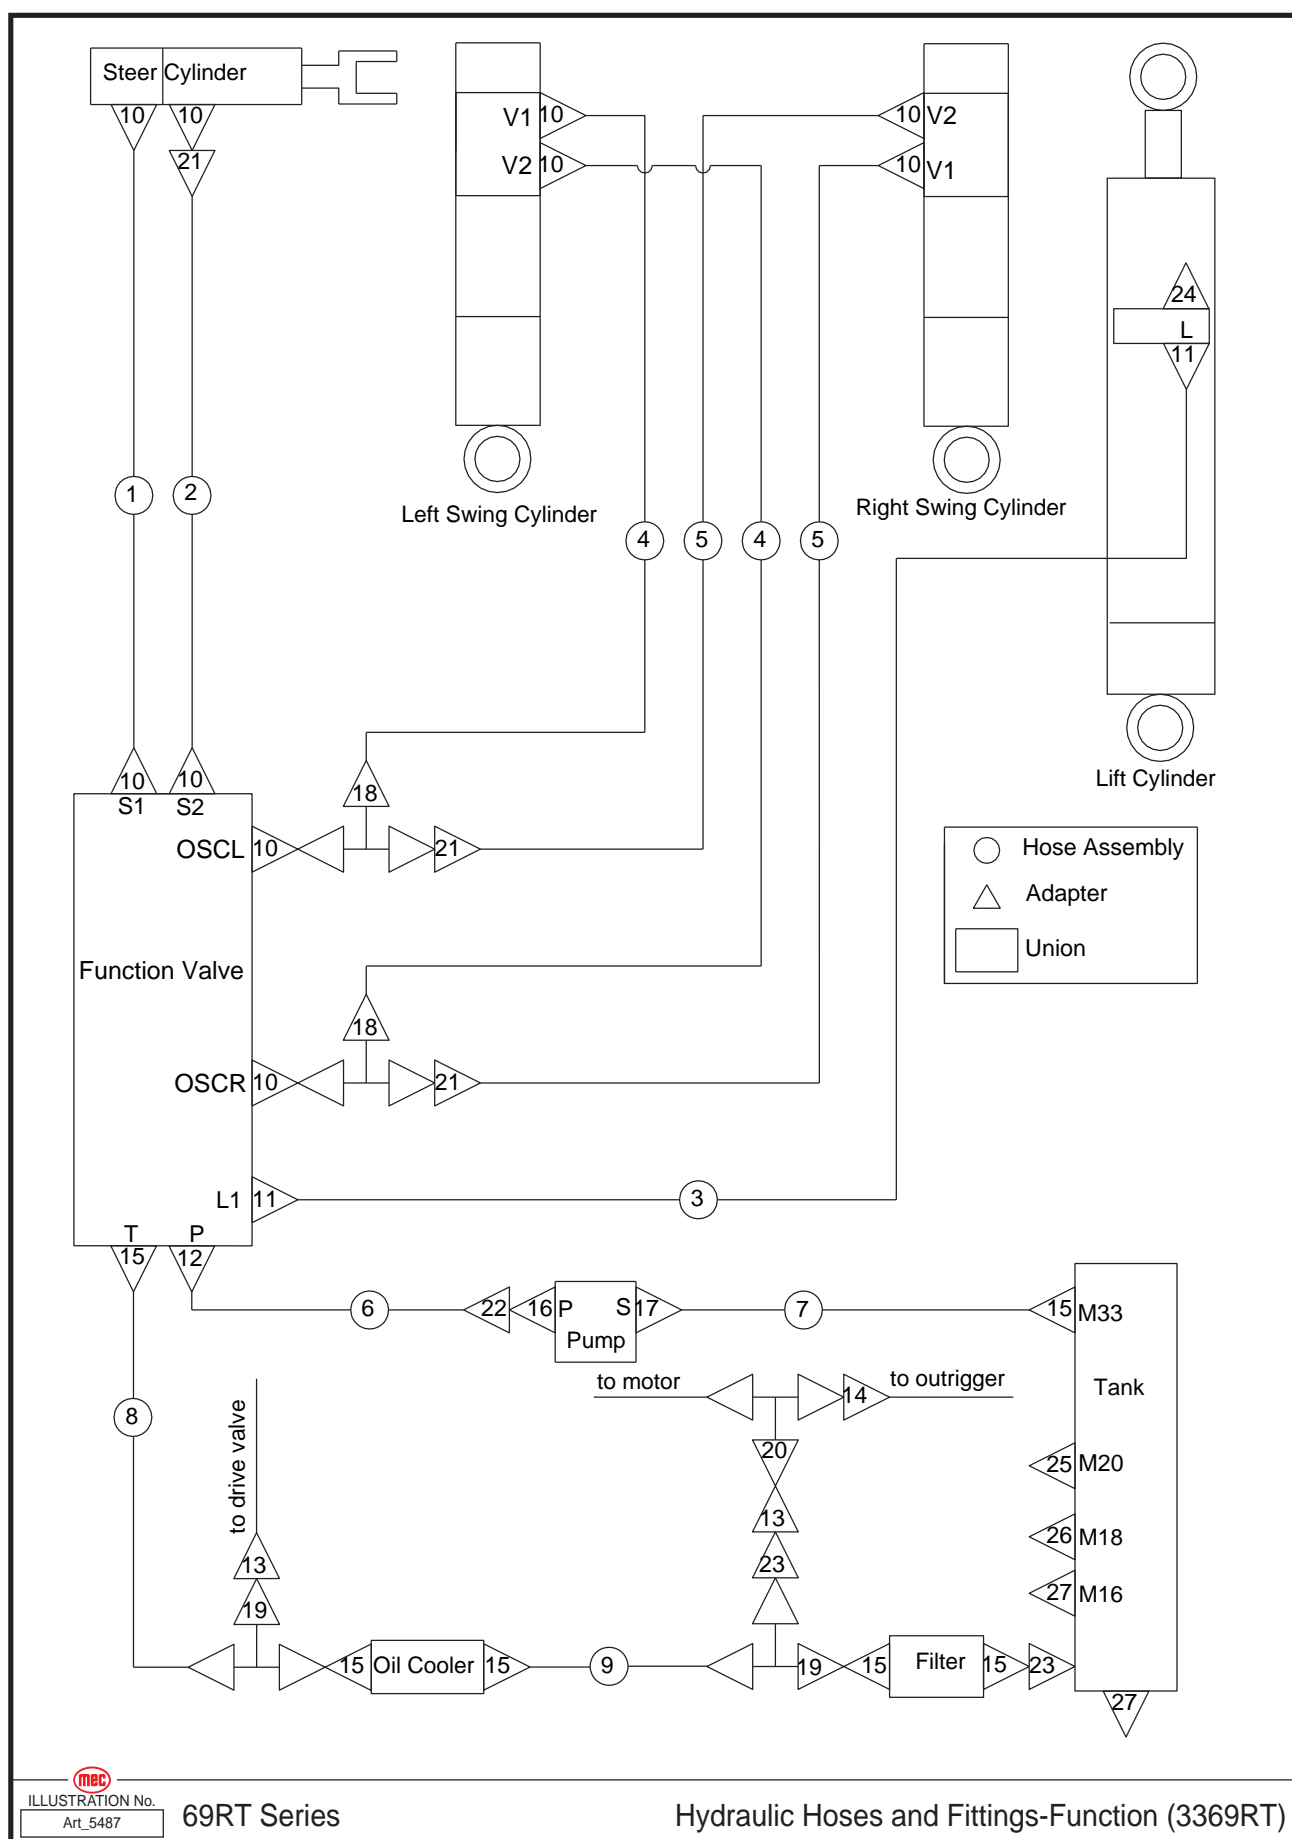 Steer Cylinder
10 10
21
V1 10
V2 10
10 V2
10 V1
24
L
11
1 2
Left Swing Cylinder
Right Swing Cylinder
4 5 4 5
Lift Cylinder
10 10
S1 S2
18
OSCL 10
21
Hose Assembly
Adapter
Union
Function Valve
18
OSCR 10
21
L1 11
3
T P
15 12
6
22 16 P S 17
Pump
7
15 M33
Tank
to motor
14
to outrigger
8
to drive valve
20
25 M20
13
26 M18
13
23
27 M16
19
15 Oil Cooler 15
9
19 15 Filter 15 23
27
mec
ILLUSTRATION No.
Art_5487
69RT Series
Hydraulic Hoses and Fittings-Function (3369RT)